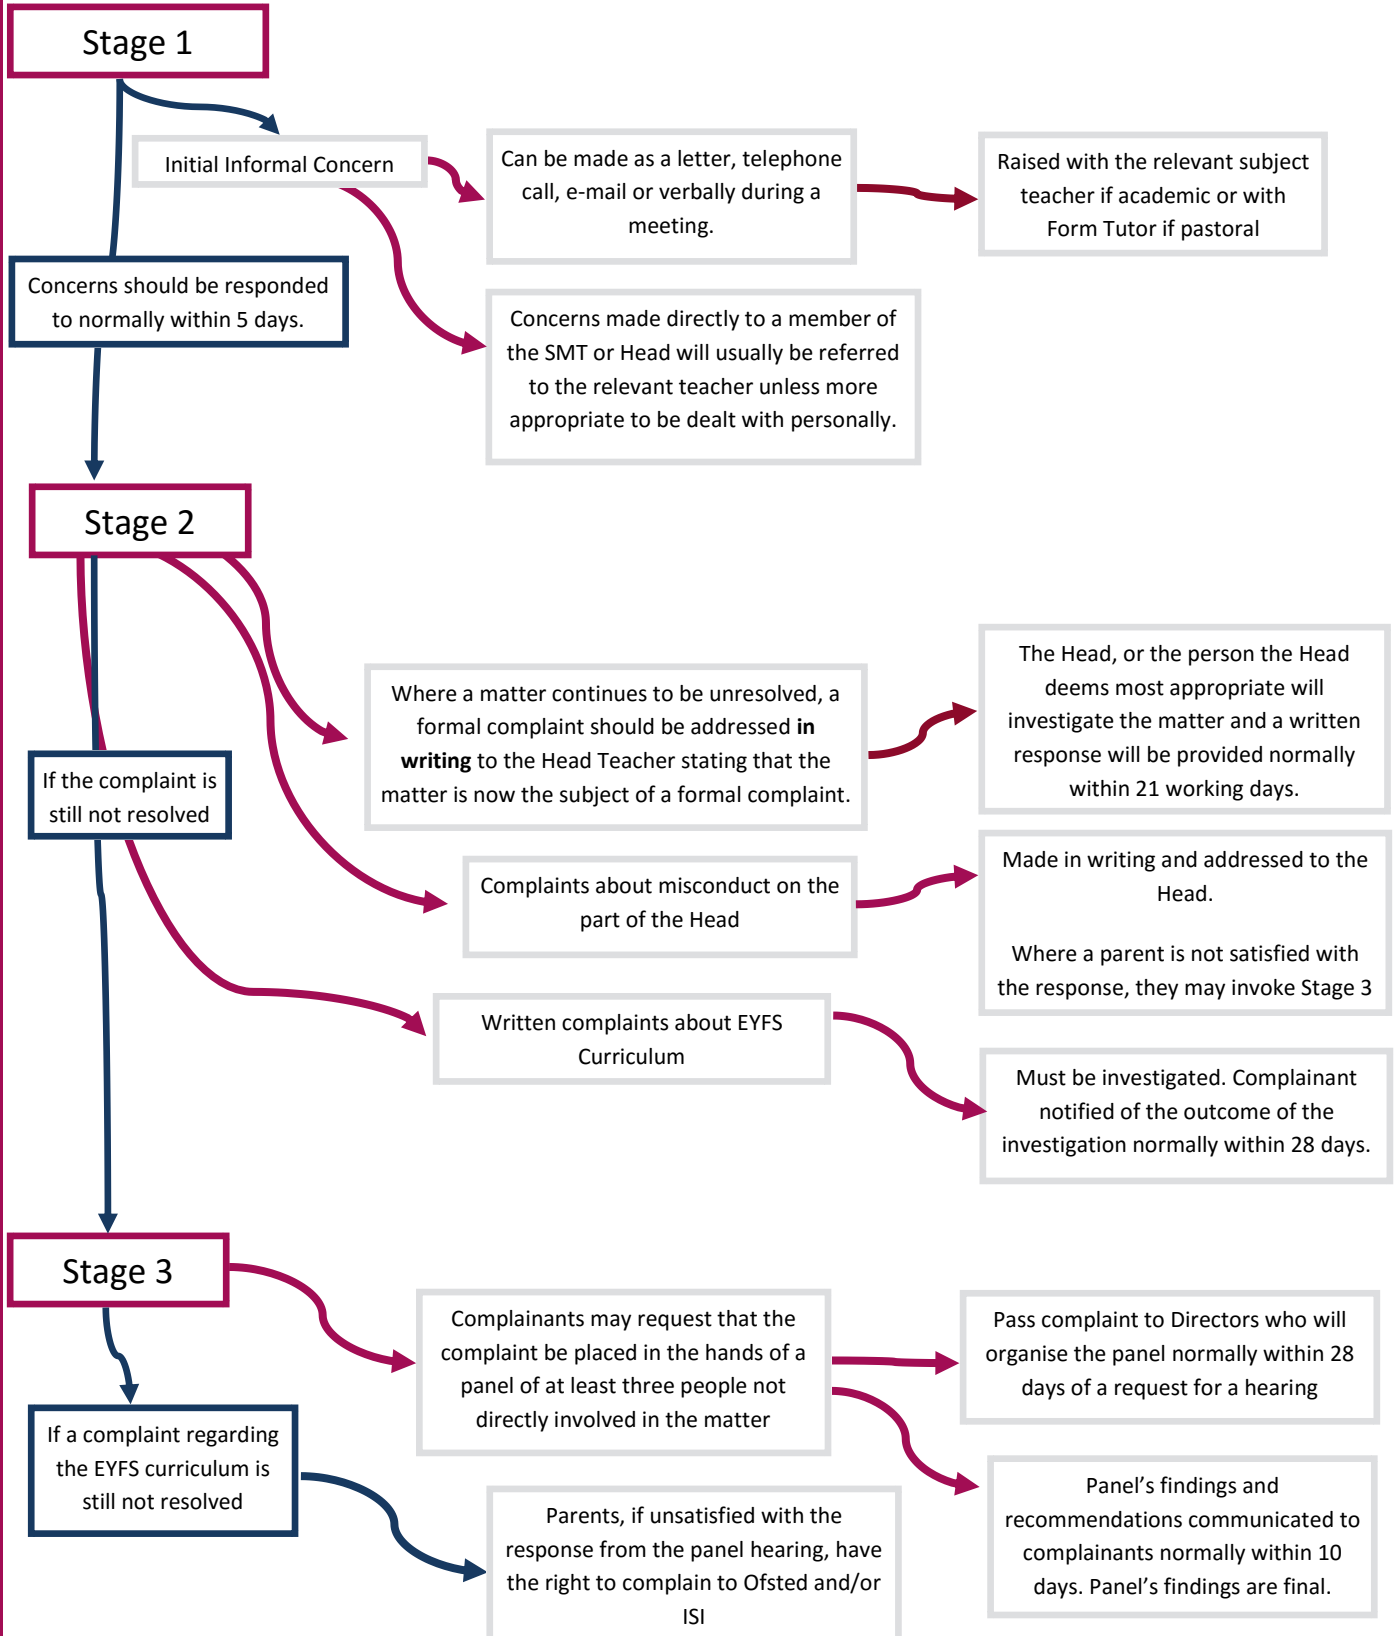 Stage 1
Initial Informal Concern
Can be made as a letter, telephone
call, e-mail or verbally during a
meeting.
Raised with the relevant subject
teacher if academic or with
Form Tutor if pastoral
Concerns should be responded
to normally within 5 days.
Concerns made directly to a member of
the SMT or Head will usually be referred
to the relevant teacher unless more
appropriate to be dealt with personally.
Stage 2
Where a matter continues to be unresolved, a
formal complaint should be addressed in
writing to the Head Teacher stating that the
matter is now the subject of a formal complaint.
The Head, or the person the Head
deems most appropriate will
investigate the matter and a written
response will be provided normally
within 21 working days.
If the complaint is
still not resolved
Complaints about misconduct on the
part of the Head
Made in writing and addressed to the
Head.
Where a parent is not satisfied with
the response, they may invoke Stage 3
Written complaints about EYFS
Curriculum
Must be investigated. Complainant
notified of the outcome of the
investigation normally within 28 days.
Stage 3
Complainants may request that the
complaint be placed in the hands of a
panel of at least three people not
directly involved in the matter
Pass complaint to Directors who will
organise the panel normally within 28
days of a request for a hearing
If a complaint regarding
the EYFS curriculum is
still not resolved
Parents, if unsatisfied with the
response from the panel hearing, have
the right to complain to Ofsted and/or
ISI
Panel’s findings and
recommendations communicated to
complainants normally within 10
days. Panel’s findings are final.